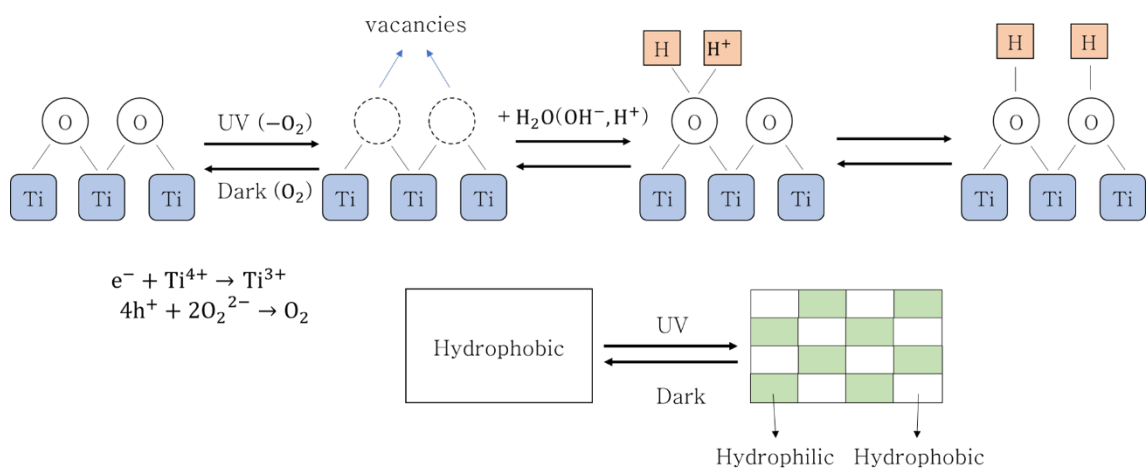 vacancies
H H⁺ H H
O O UV (−O₂) + H₂O(OH⁻, H⁺) O O O O
Ti Ti Ti Dark (O₂) Ti Ti Ti Ti Ti Ti Ti Ti Ti
e⁻ + Ti⁴⁺ → Ti³⁺
4h⁺ + 2O₂²⁻ → O₂
Hydrophobic
UV
Dark
Hydrophilic Hydrophobic